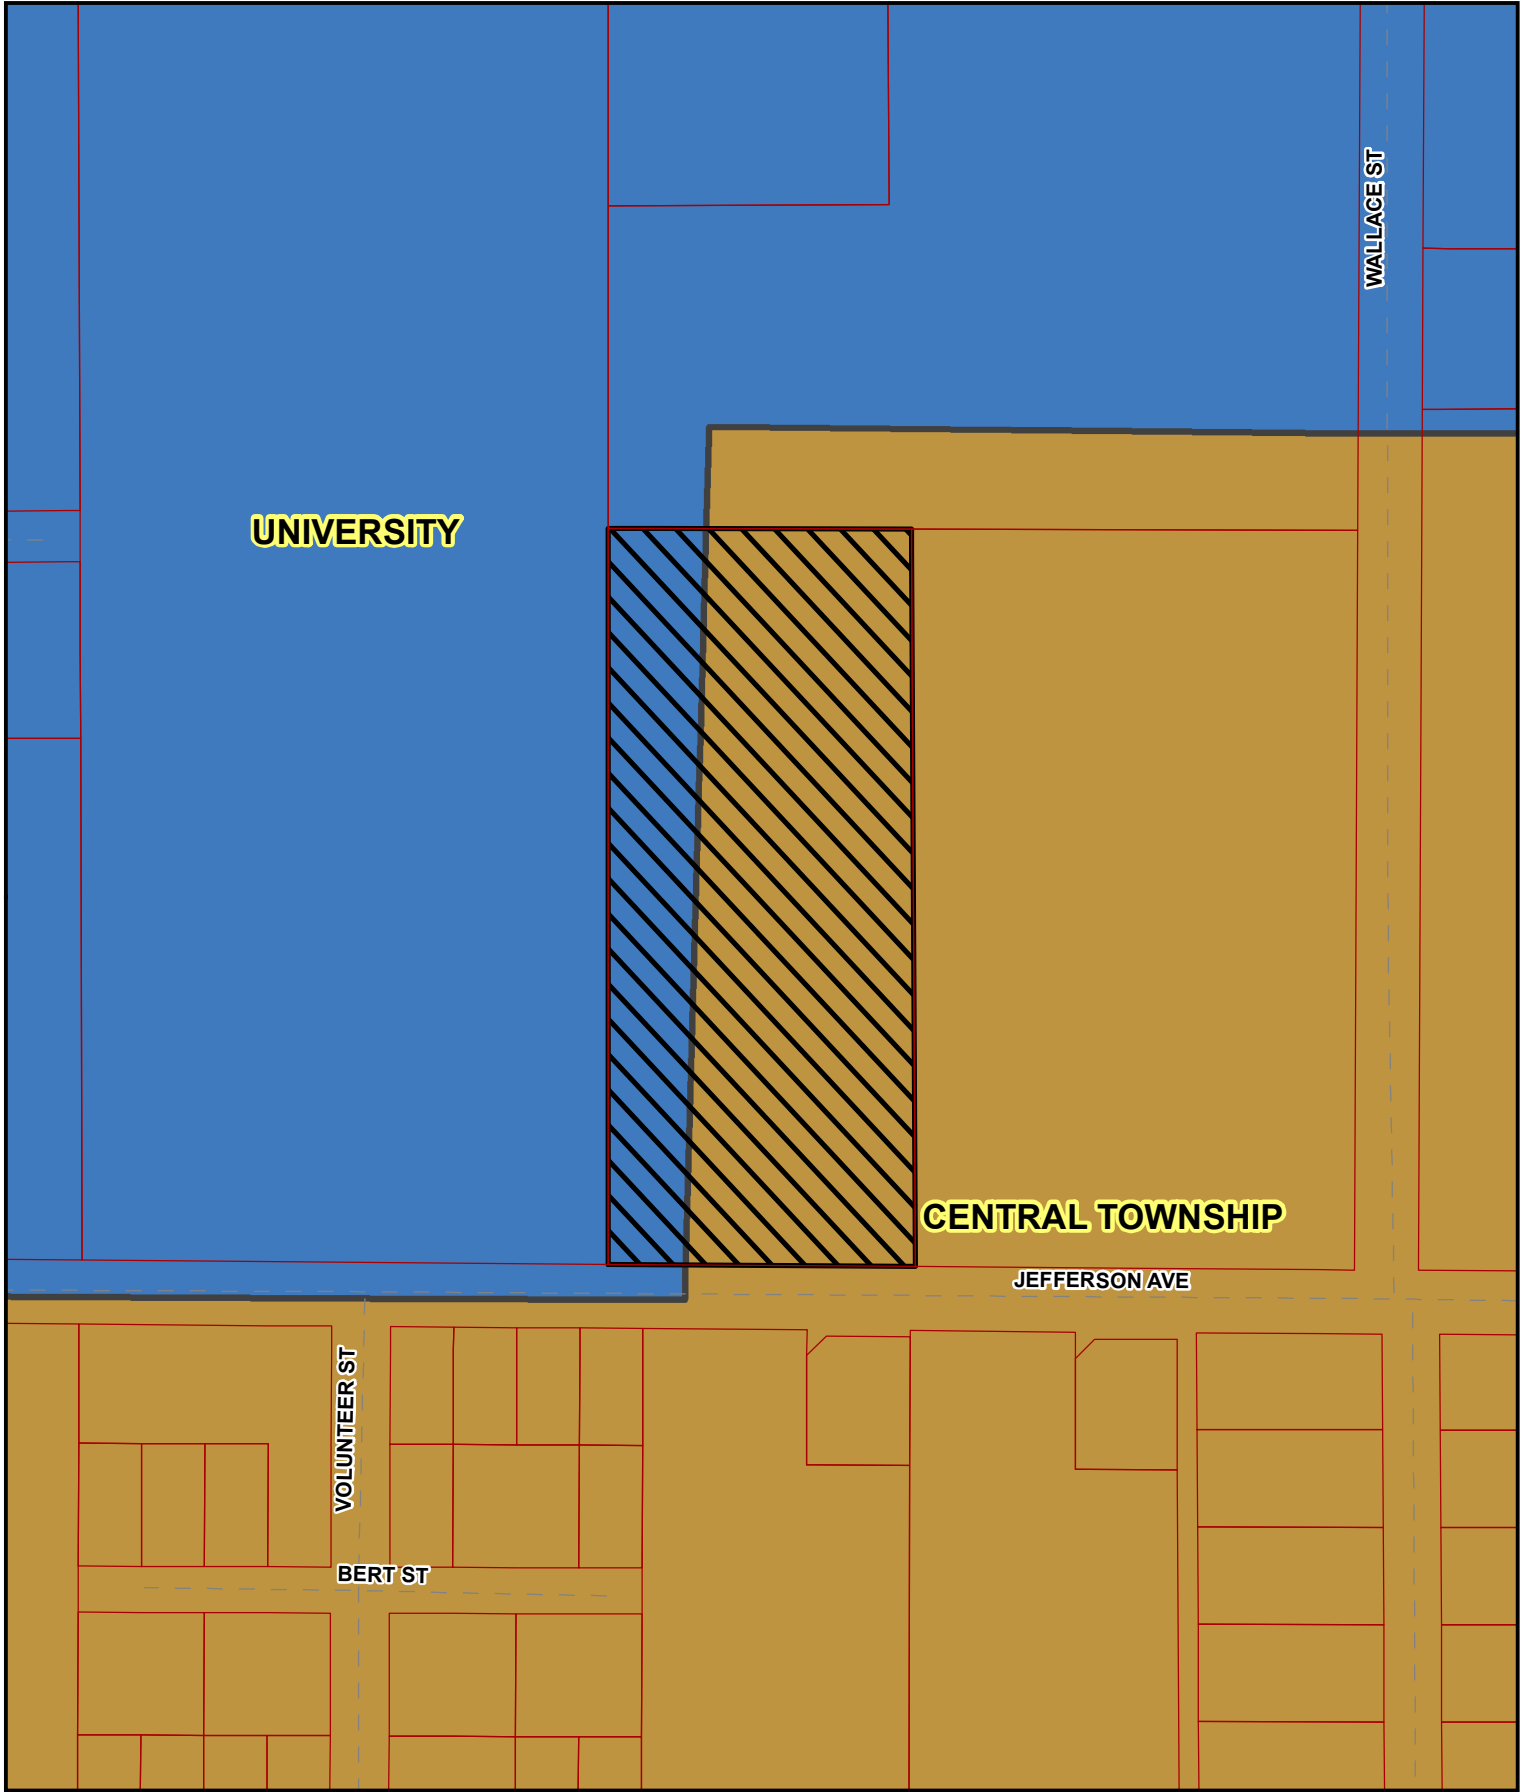 WALLACE ST
UNIVERSITY
CENTRAL TOWNSHIP
JEFFERSON AVE
VOLUNTEER ST
BERT ST